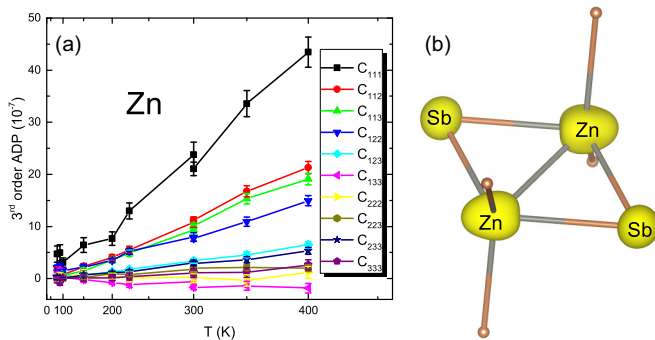 (a)
Zn
3rd order ADP (10-7)
50
40
30
20
10
0
0 100 200 300 400
T (K)
C111
C112
C113
C122
C123
C133
C222
C223
C233
C333
(b)
Sb
Zn
Zn
Sb